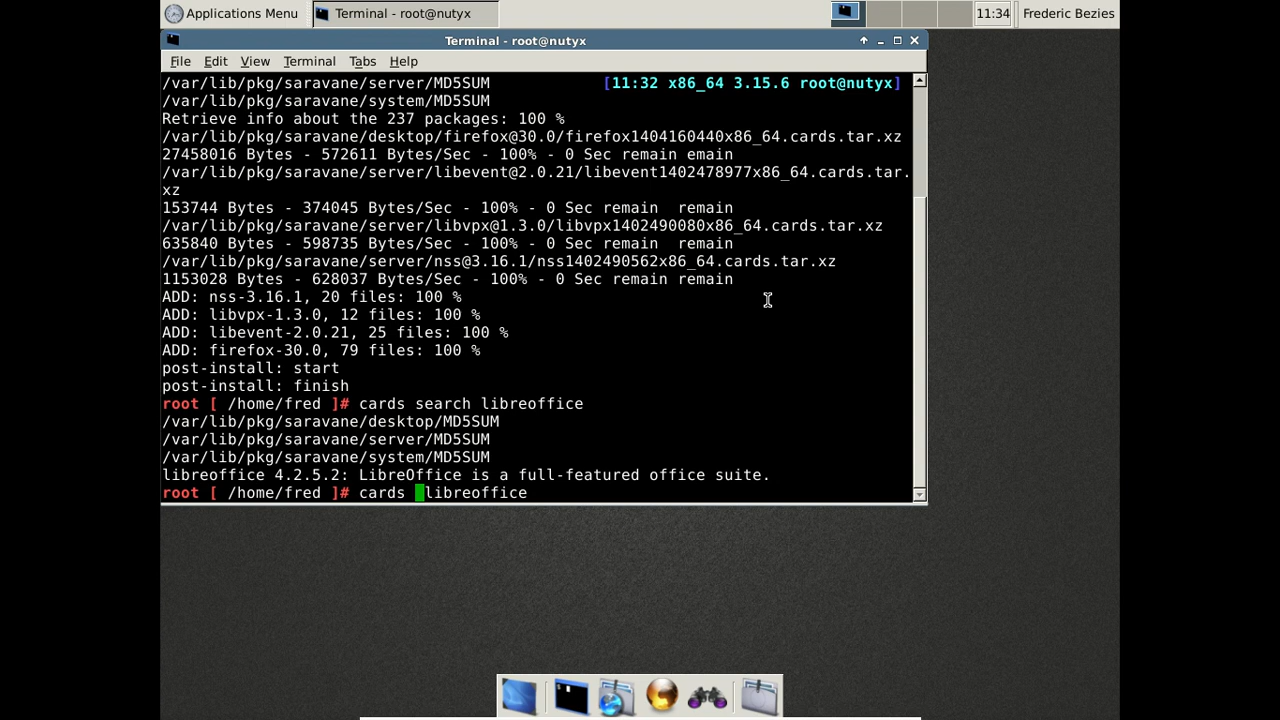 Applications Menu
Terminal - root@nutyx
11:34
Frederic Bezies
Terminal - root@nutyx
File Edit View Terminal Tabs Help
/var/lib/pkg/saravane/server/MD5SUM [11:32 x86_64 3.15.6 root@nutyx]
/var/lib/pkg/saravane/system/MD5SUM
Retrieve info about the 237 packages: 100 %
/var/lib/pkg/saravane/desktop/firefox@30.0/firefox1404160440x86_64.cards.tar.xz
27458016 Bytes - 572611 Bytes/Sec - 100% - 0 Sec remain emain
/var/lib/pkg/saravane/server/libevent@2.0.21/libevent1402478977x86_64.cards.tar.
xz
153744 Bytes - 374045 Bytes/Sec - 100% - 0 Sec remain  remain
/var/lib/pkg/saravane/server/libvpx@1.3.0/libvpx1402490080x86_64.cards.tar.xz
635840 Bytes - 598735 Bytes/Sec - 100% - 0 Sec remain  remain
/var/lib/pkg/saravane/server/nss@3.16.1/nss1402490562x86_64.cards.tar.xz
1153028 Bytes - 628037 Bytes/Sec - 100% - 0 Sec remain remain
ADD: nss-3.16.1, 20 files: 100 %
ADD: libvpx-1.3.0, 12 files: 100 %
ADD: libevent-2.0.21, 25 files: 100 %
ADD: firefox-30.0, 79 files: 100 %
post-install: start
post-install: finish
root [ /home/fred ]# cards search libreoffice
/var/lib/pkg/saravane/desktop/MD5SUM
/var/lib/pkg/saravane/server/MD5SUM
/var/lib/pkg/saravane/system/MD5SUM
libreoffice 4.2.5.2: LibreOffice is a full-featured office suite.
root [ /home/fred ]# cards libreoffice